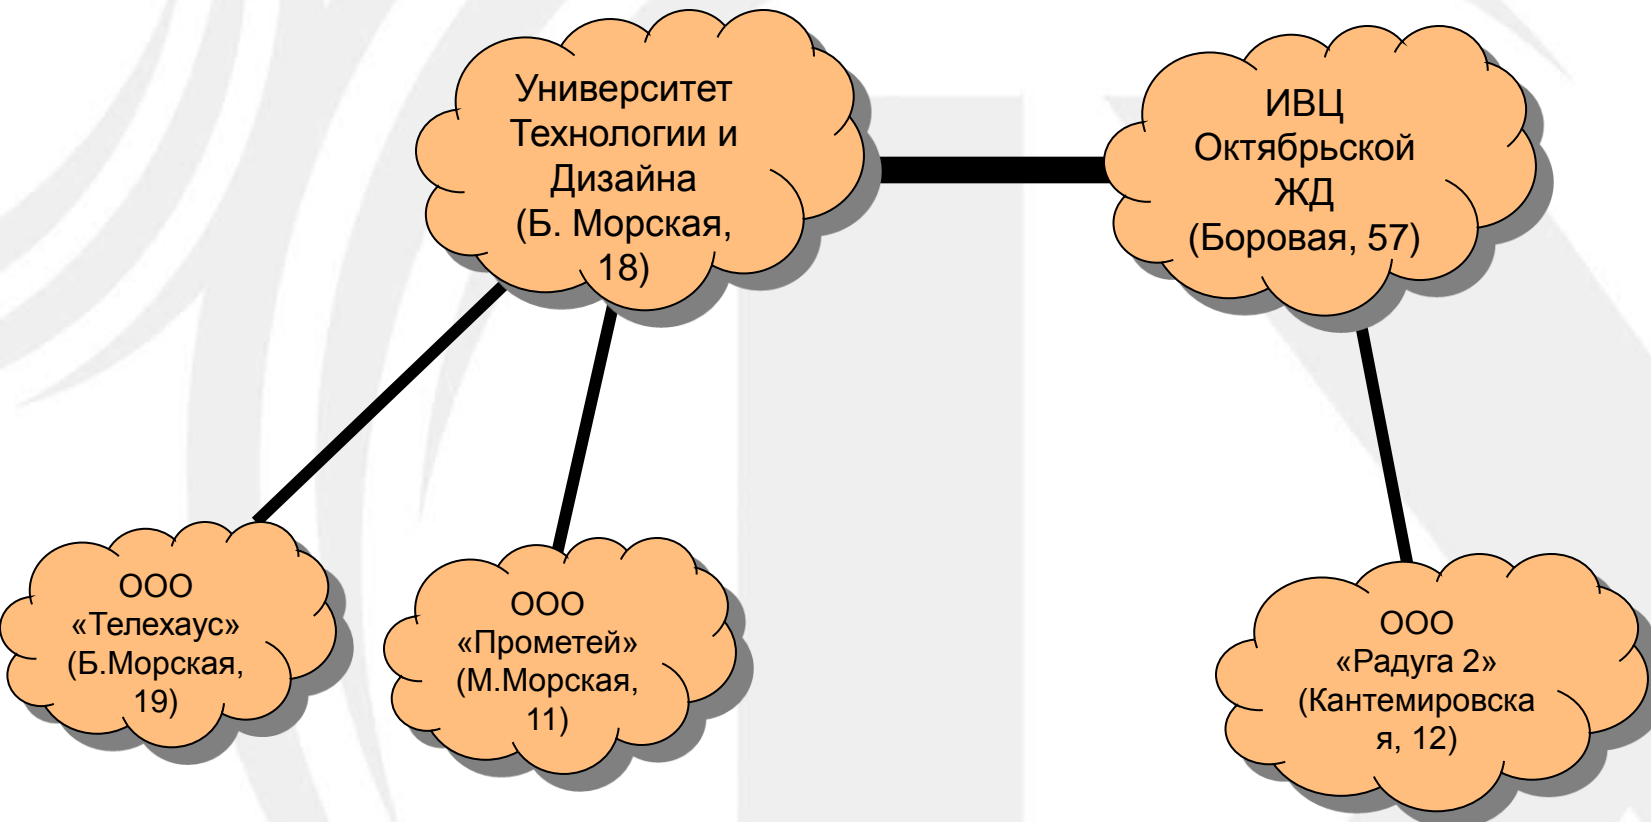 Университет
Технологии и
Дизайна
(Б. Морская,
18)
ИВЦ
Октябрьской
ЖД
(Боровая, 57)
ООО
«Телехаус»
(Б.Морская,
19)
ООО
«Прометей»
(М.Морская,
11)
ООО
«Радуга 2»
(Кантемировска
я, 12)